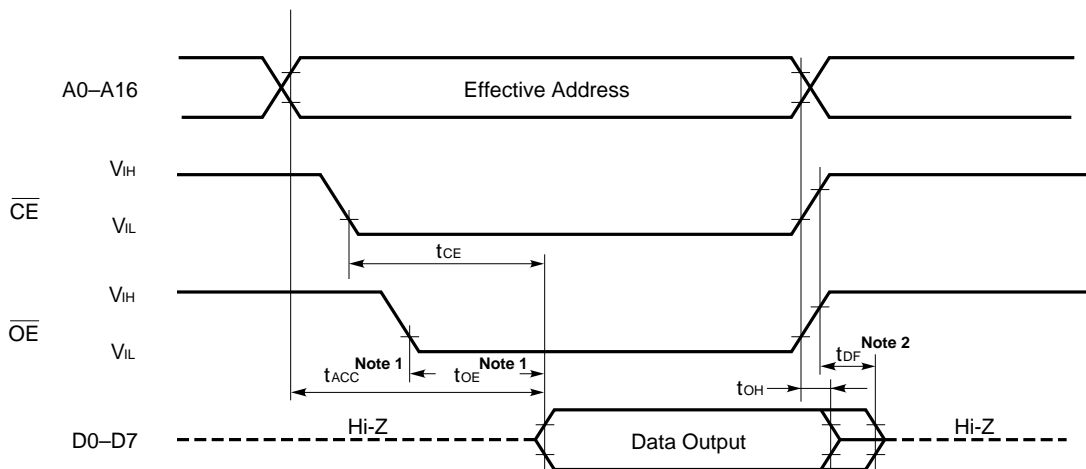 A0–A16
Effective Address
VIH
CE
VIL
tCE
VIH
OE
VIL
tACC Note 1
tOE Note 1
tDF Note 2
tOH
D0–D7
Hi-Z
Data Output
Hi-Z